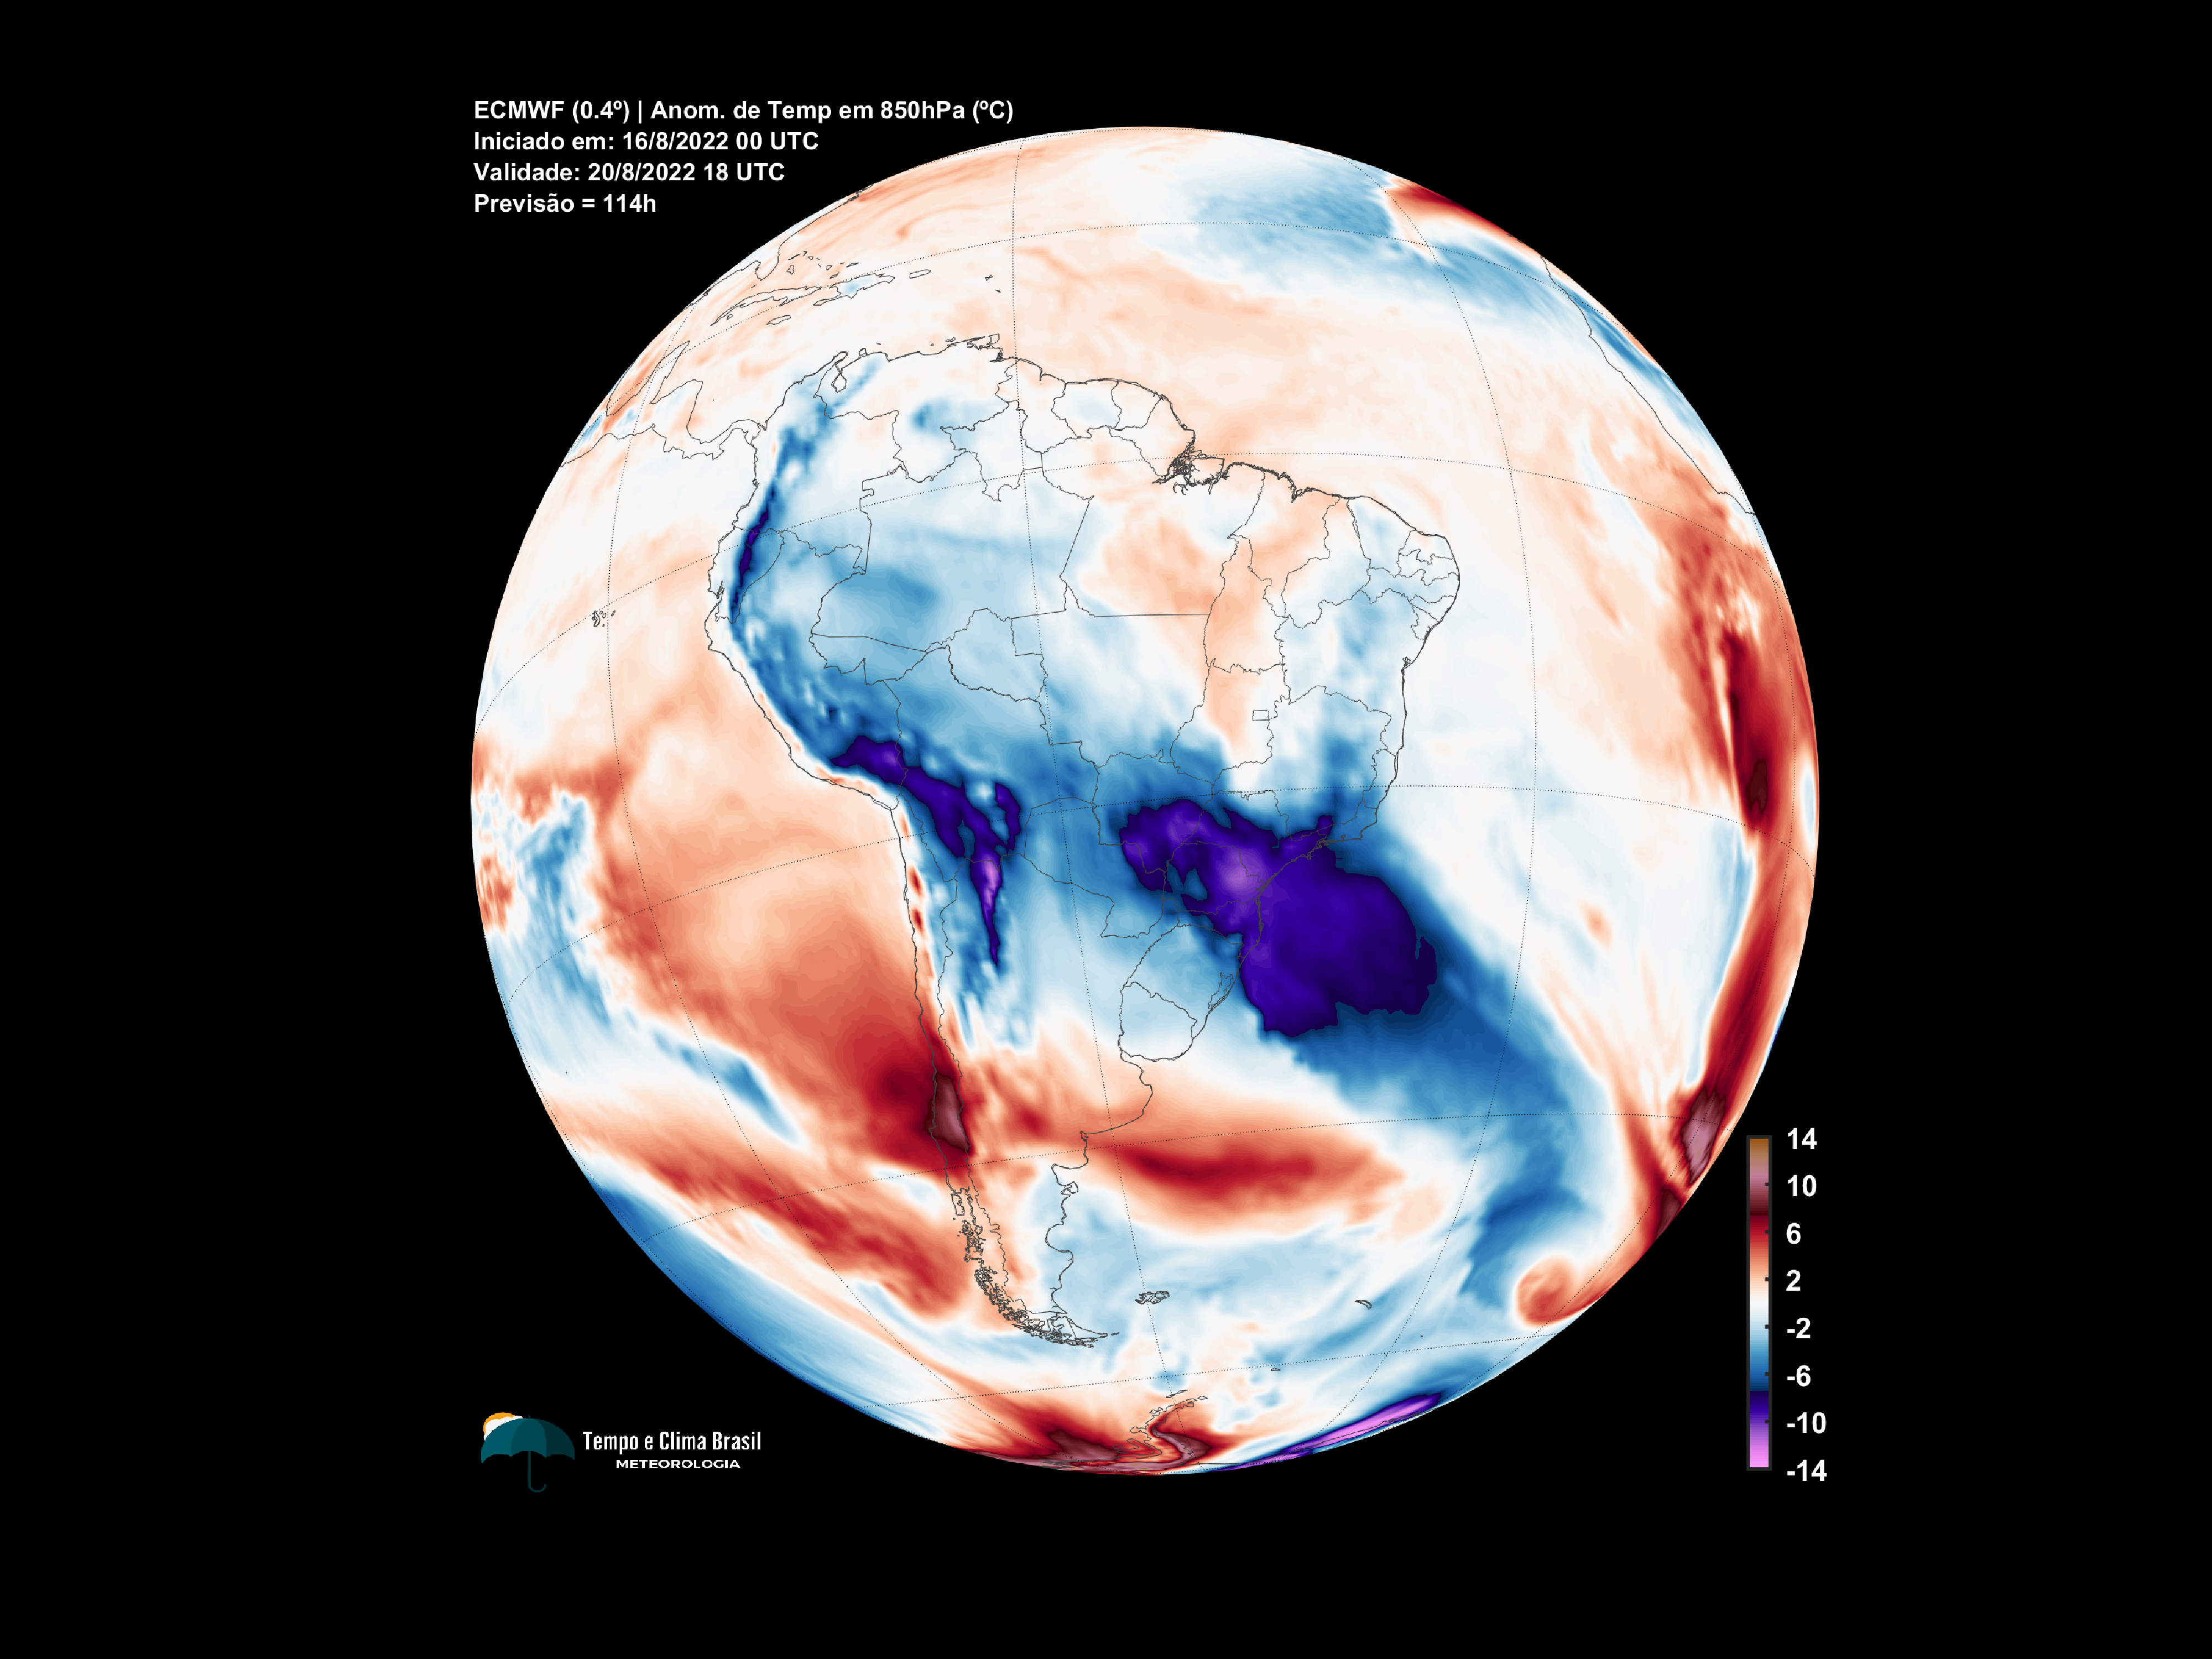 ECMWF (0.4º) | Anom. de Temp em 850hPa (ºC)
Iniciado em: 16/8/2022 00 UTC
Validade: 20/8/2022 18 UTC
Previsão = 114h
14
10
6
2
-2
-6
-10
-14
Tempo e Clima Brasil
METEOROLOGIA